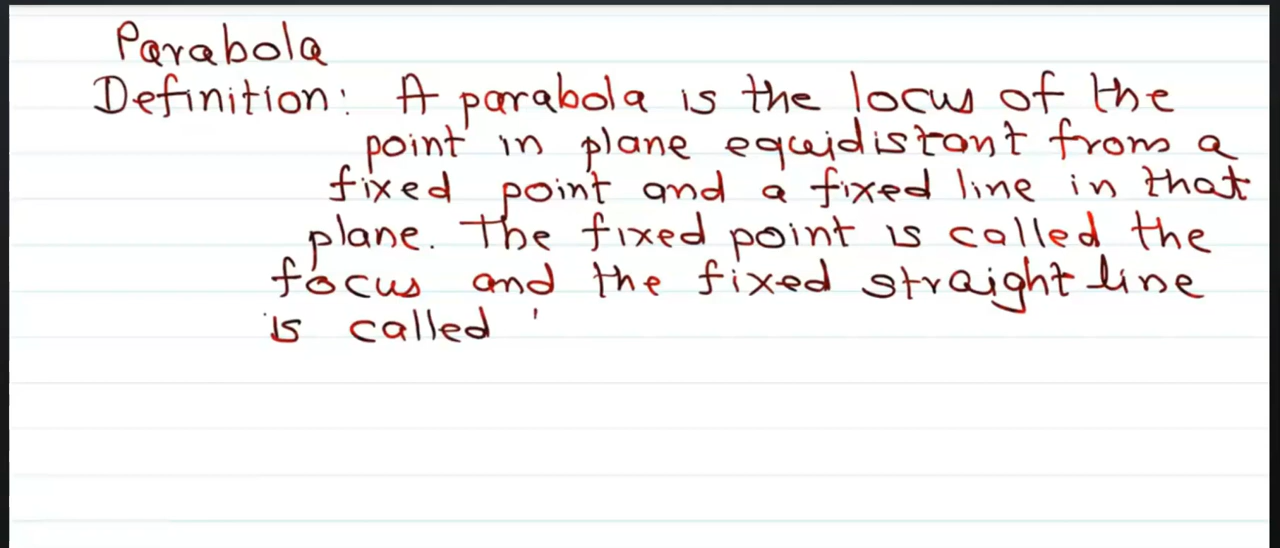 Parabola
Definition: A parabola is the locus of the
point in plane equidistant from a
fixed point and a fixed line in that
plane. The fixed point is called the
focus and the fixed straight line
is called '